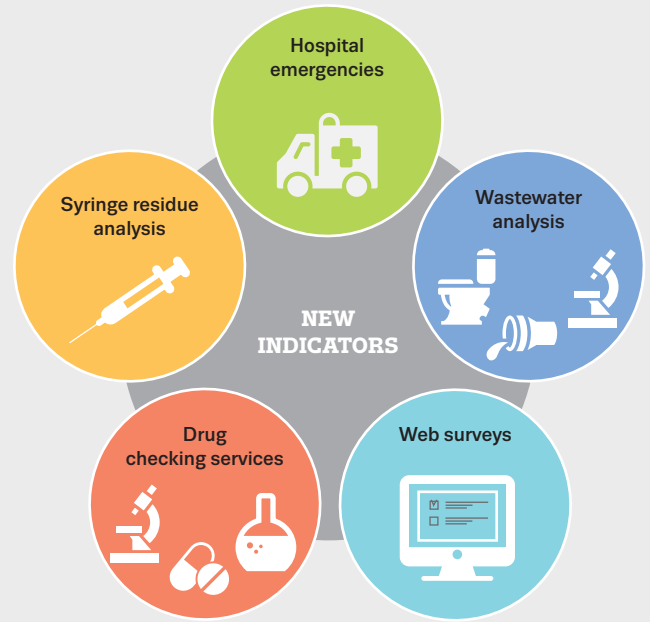 Hospital
emergencies
Syringe residue
analysis
Wastewater
analysis
NEW
INDICATORS
Drug
checking services
Web surveys